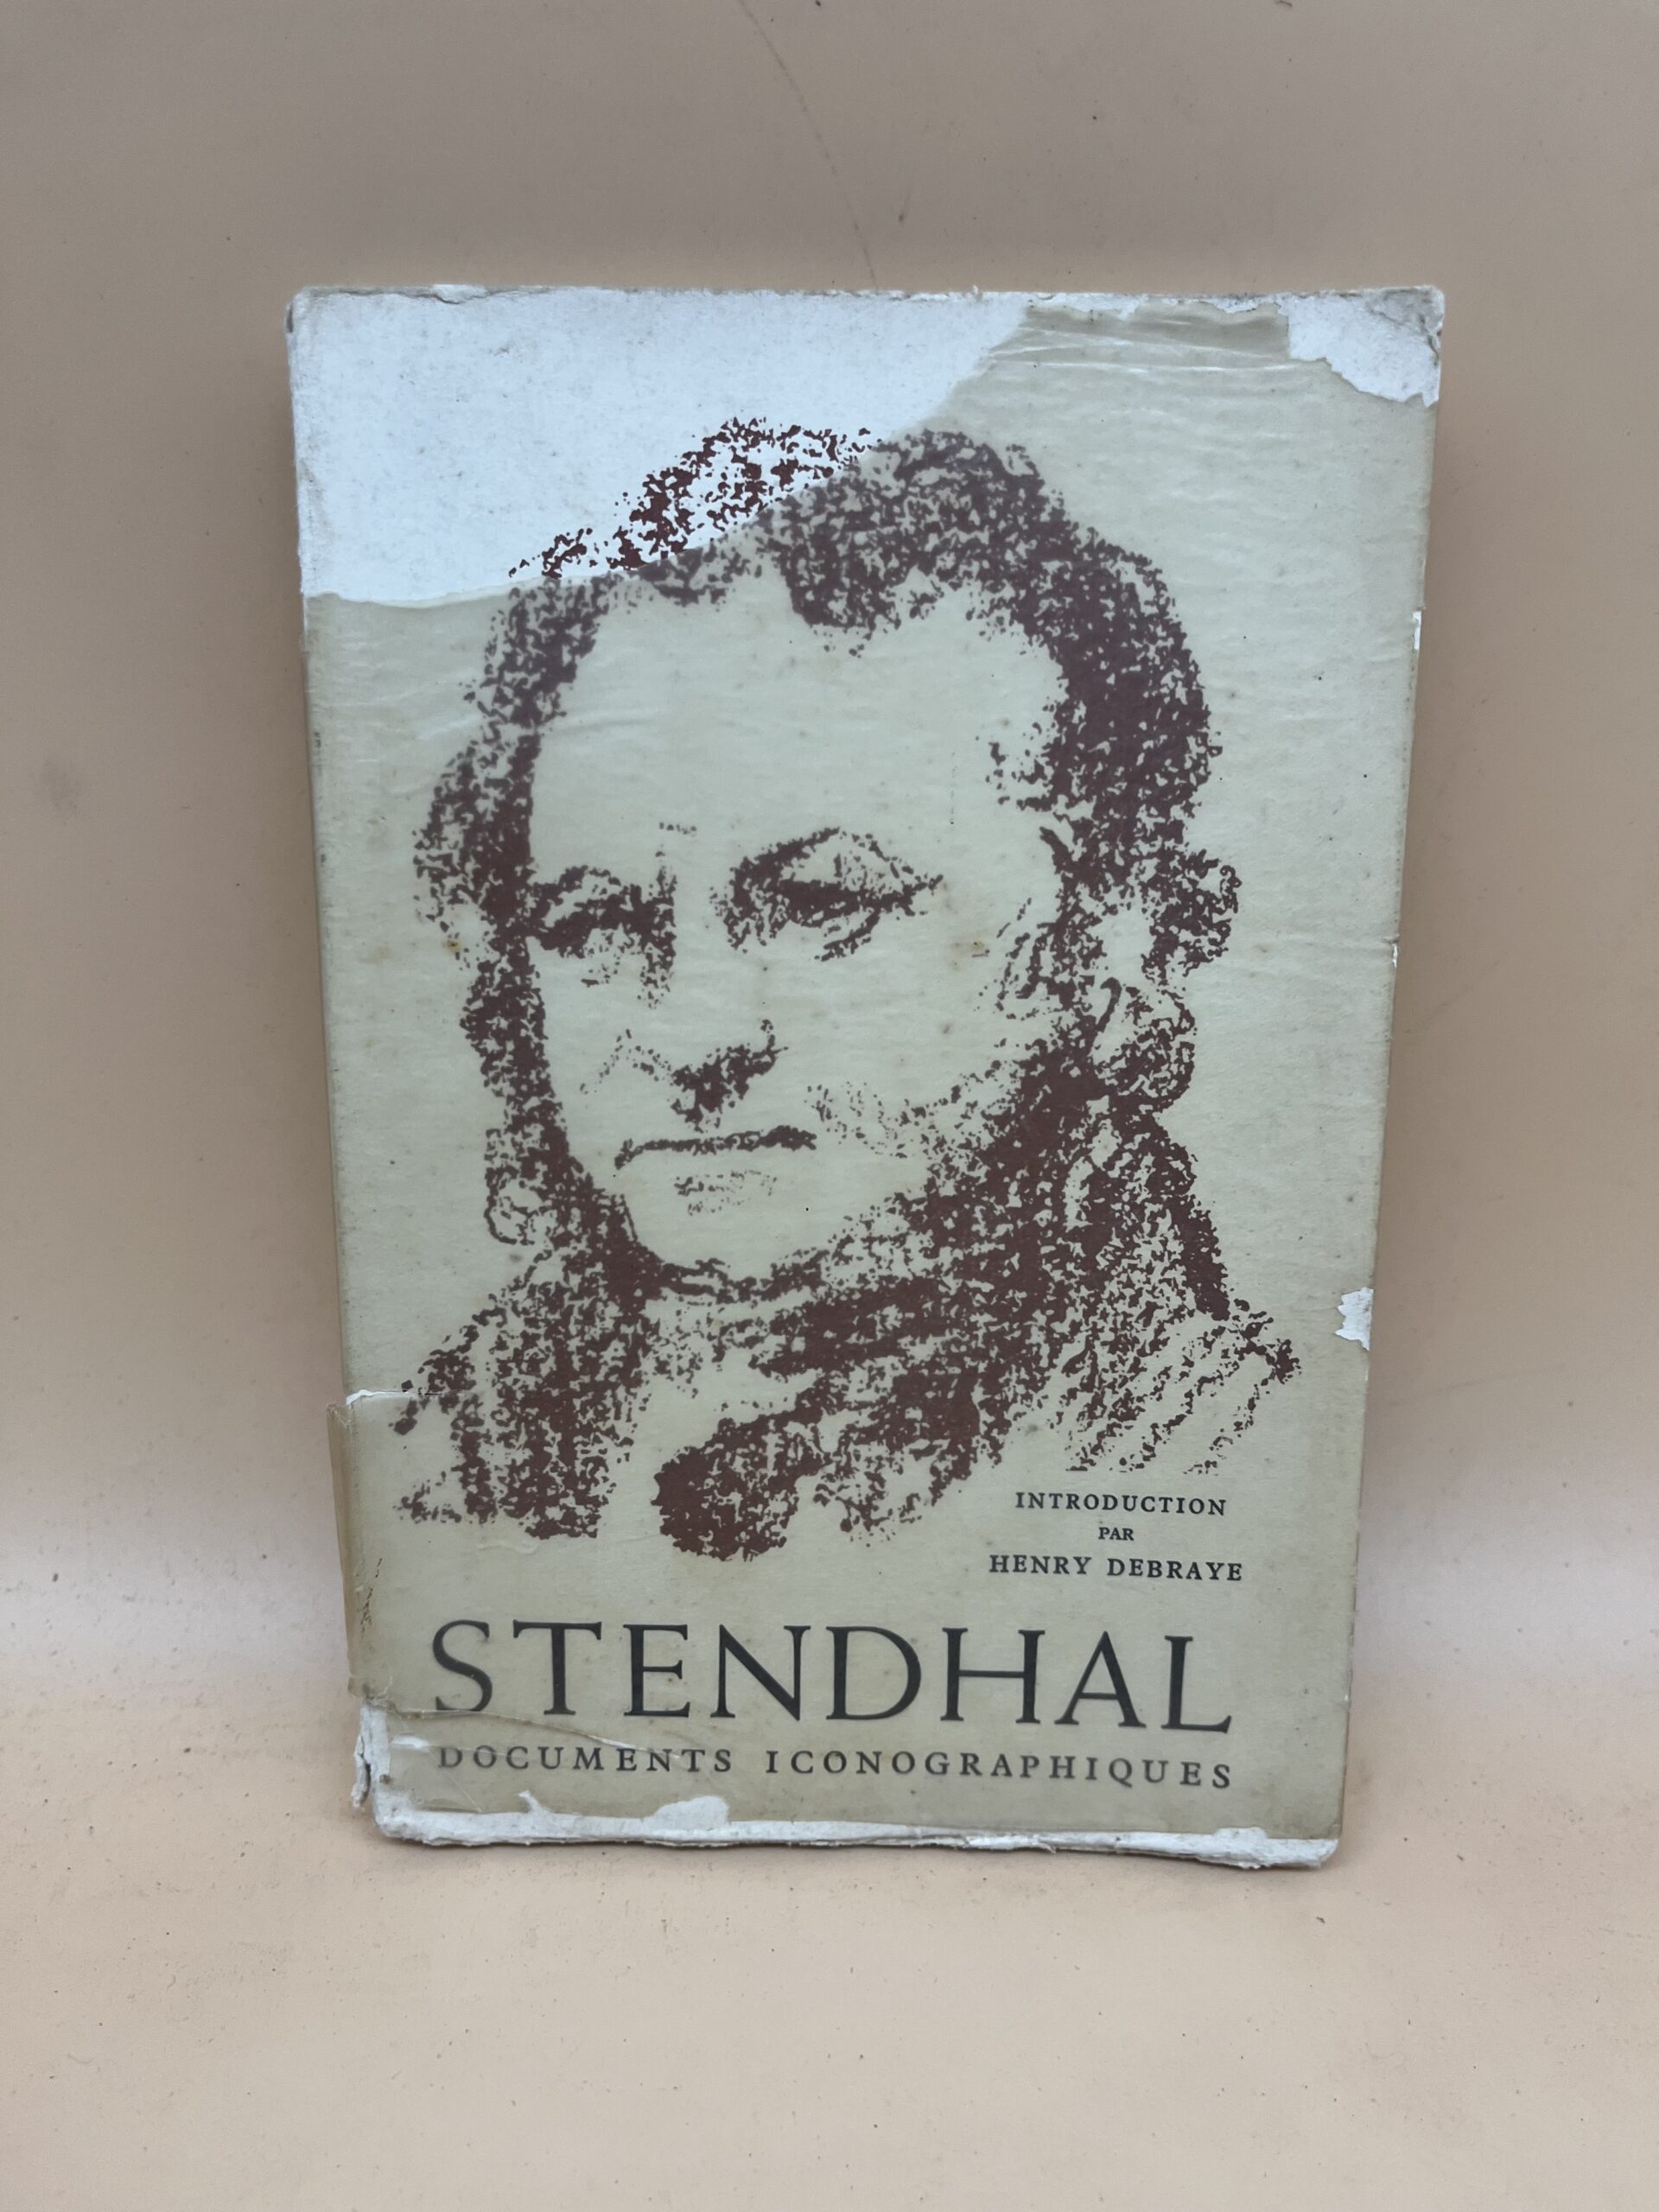 INTRODUCTION
PAR
HENRY DEBRAYE
STENDHAL
DOCUMENTS ICONOGRAPHIQUES